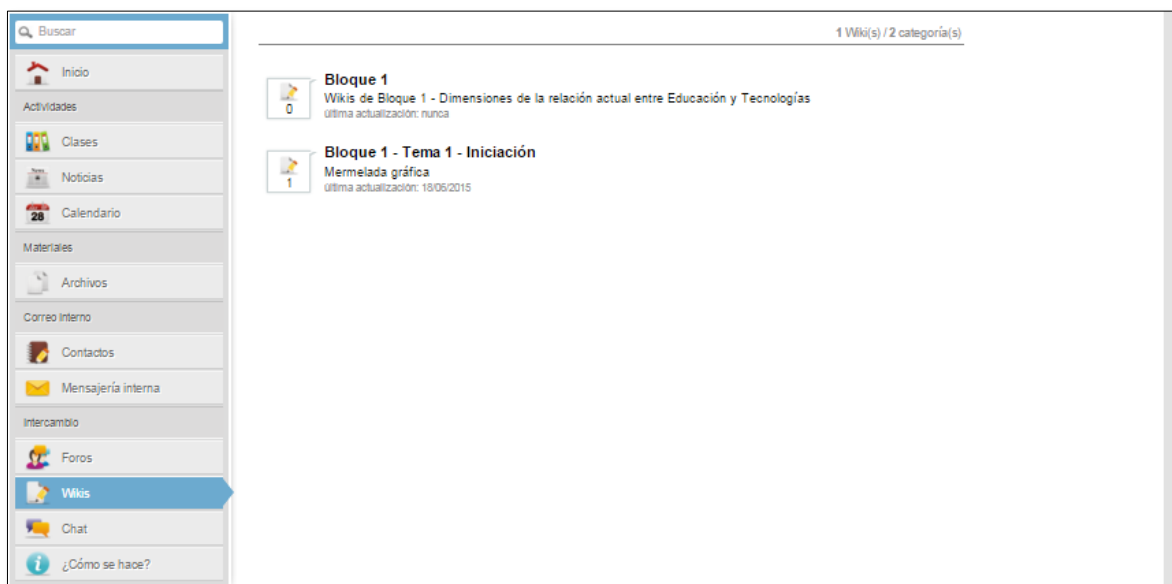 Buscar
Inicio
Actividades
Clases
Noticias
28
Calendario
Materiales
Archivos
Correo Interno
Contactos
Mensajería interna
Intercambio
Foros
Wikis
Chat
i
¿Cómo se hace?
1 Wiki(s) / 2 categoría(s)
0
Bloque 1
Wikis de Bloque 1 - Dimensiones de la relación actual entre Educación y Tecnologías
última actualización: nunca
1
Bloque 1 - Tema 1 - Iniciación
Mermelada gráfica
última actualización: 18/06/2015